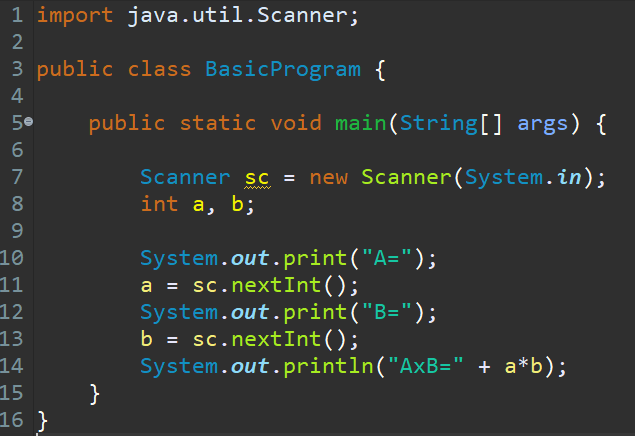 1 import java.util.Scanner;
2
3 public class BasicProgram {
4
5 public static void main(String[] args) {
6
7 Scanner sc = new Scanner(System.in);
8 int a, b;
9
10 System.out.print("A=");
11 a = sc.nextInt();
12 System.out.print("B=");
13 b = sc.nextInt();
14 System.out.println("AxB=" + a*b);
15 }
16 }